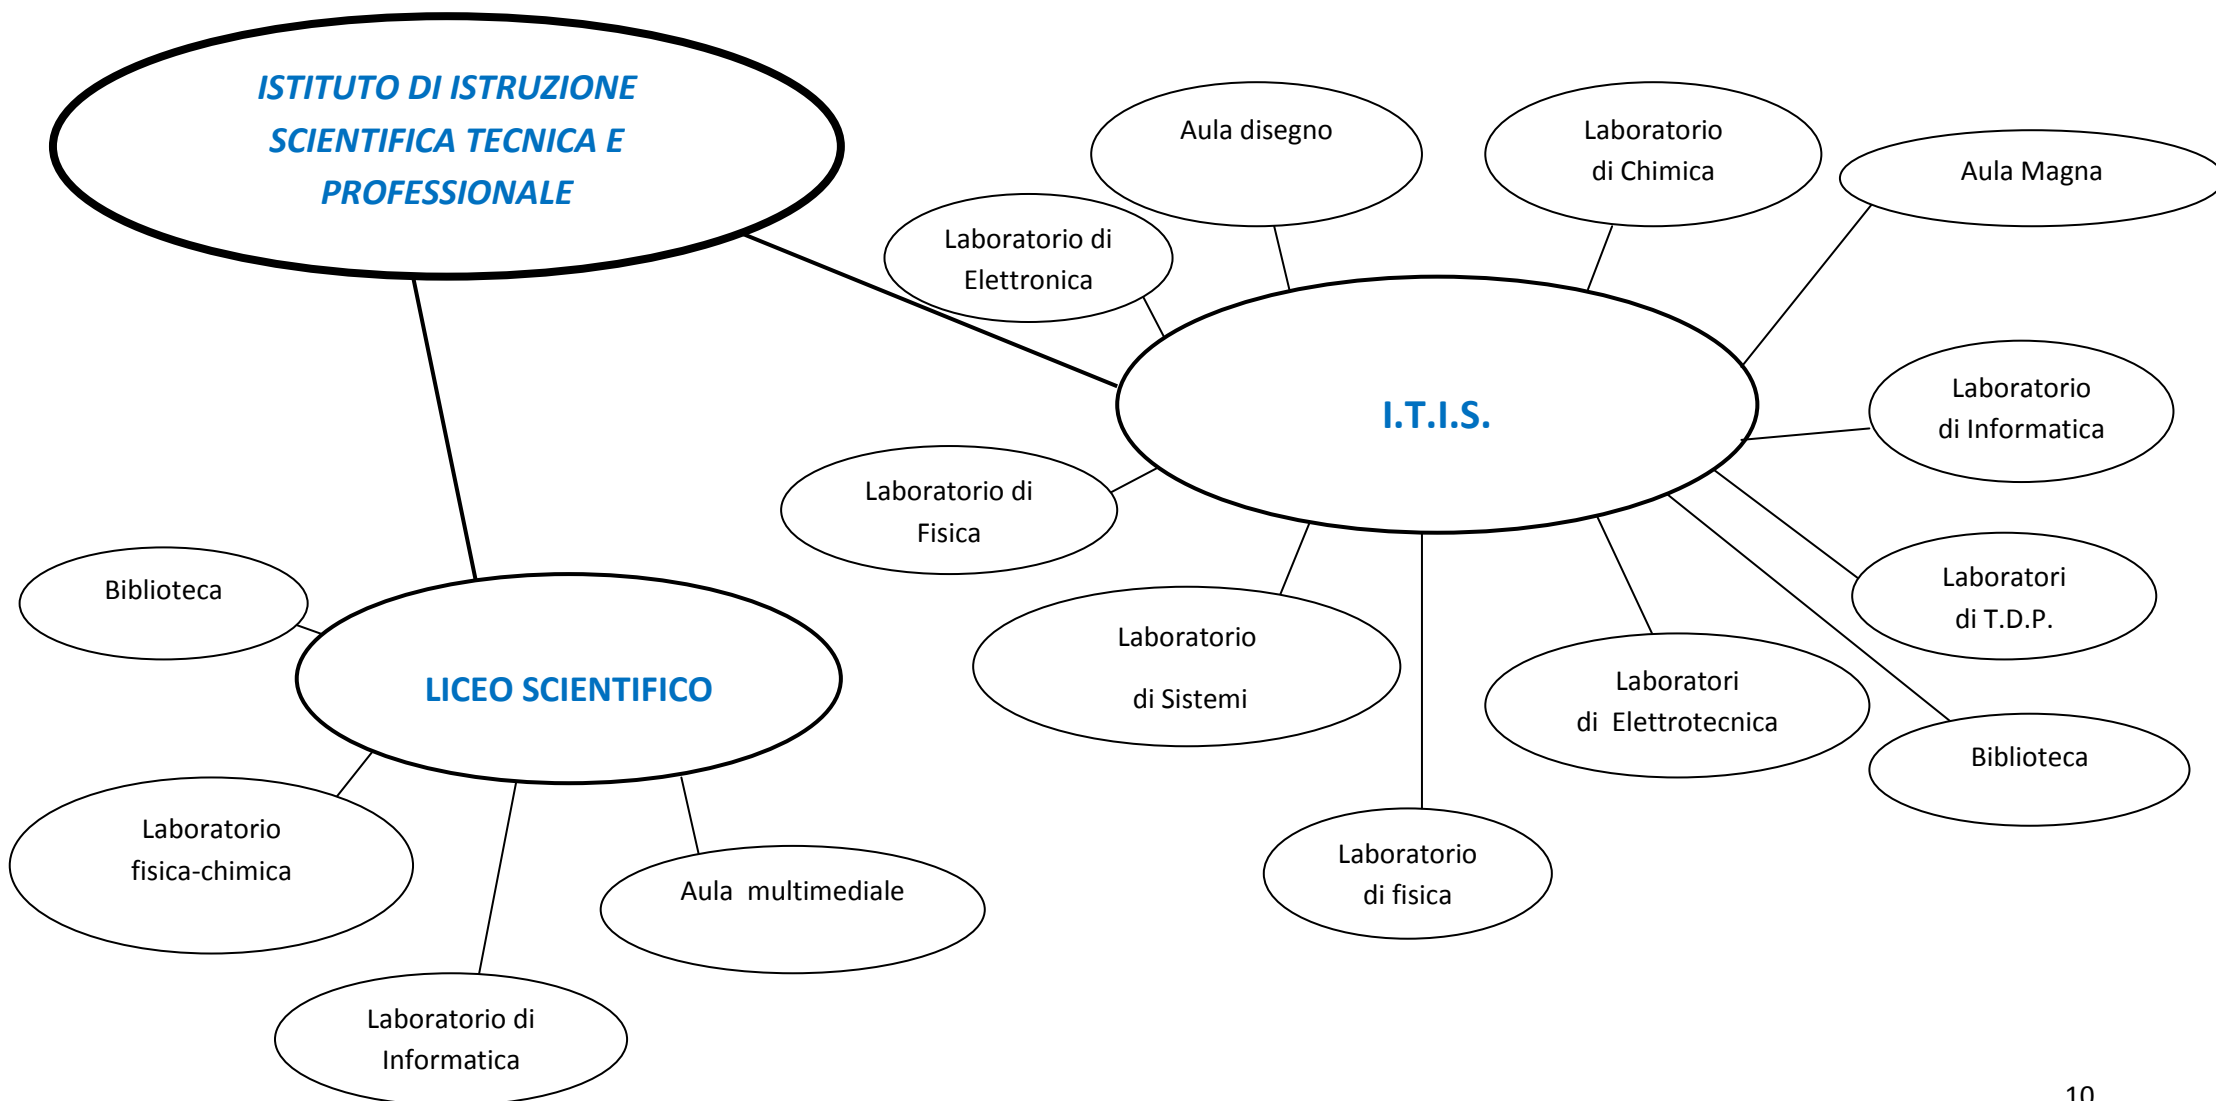 ISTITUTO DI ISTRUZIONE
SCIENTIFICA TECNICA E
PROFESSIONALE
Aula disegno
Laboratorio
di Chimica
Aula Magna
Laboratorio di
Elettronica
I.T.I.S.
Laboratorio
di Informatica
Laboratorio di
Fisica
Laboratori
di T.D.P.
Biblioteca
Laboratorio
di Sistemi
Laboratori
di  Elettrotecnica
Biblioteca
LICEO SCIENTIFICO
Laboratorio
fisica-chimica
Aula  multimediale
Laboratorio
di fisica
Laboratorio di
Informatica
10